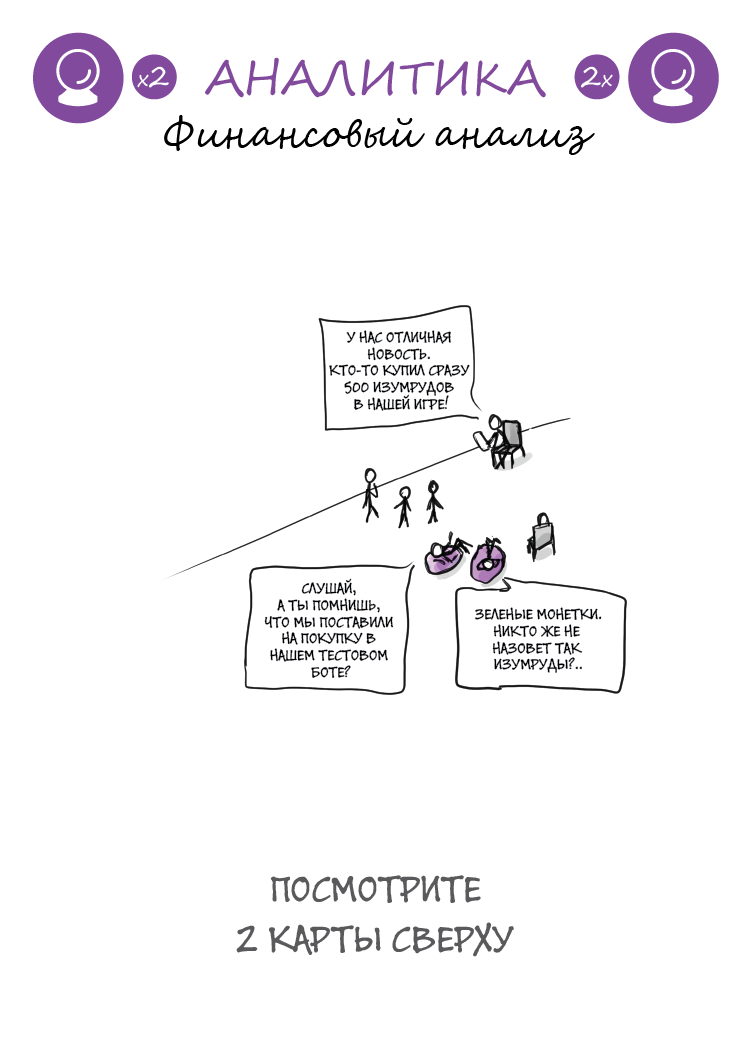 x2 АНАЛИТИКА 2x
Финансовый анализ
У НАС ОТЛИЧНАЯ
НОВОСТЬ.
КТО-ТО КУПИЛ СРАЗУ
500 ИЗУМРУДОВ
В НАШЕЙ ИГРЕ!
СЛУШАЙ,
А ТЫ ПОМНИШЬ,
ЧТО МЫ ПОСТАВИЛИ
НА ПОКУПКУ В
НАШЕМ ТЕСТОВОМ
БОТЕ?
ЗЕЛЕНЫЕ МОНЕТКИ.
НИКТО ЖЕ НЕ
НАЗОВЕТ ТАК
ИЗУМРУДЫ?..
ПОСМОТРИТЕ
2 КАРТЫ СВЕРХУ